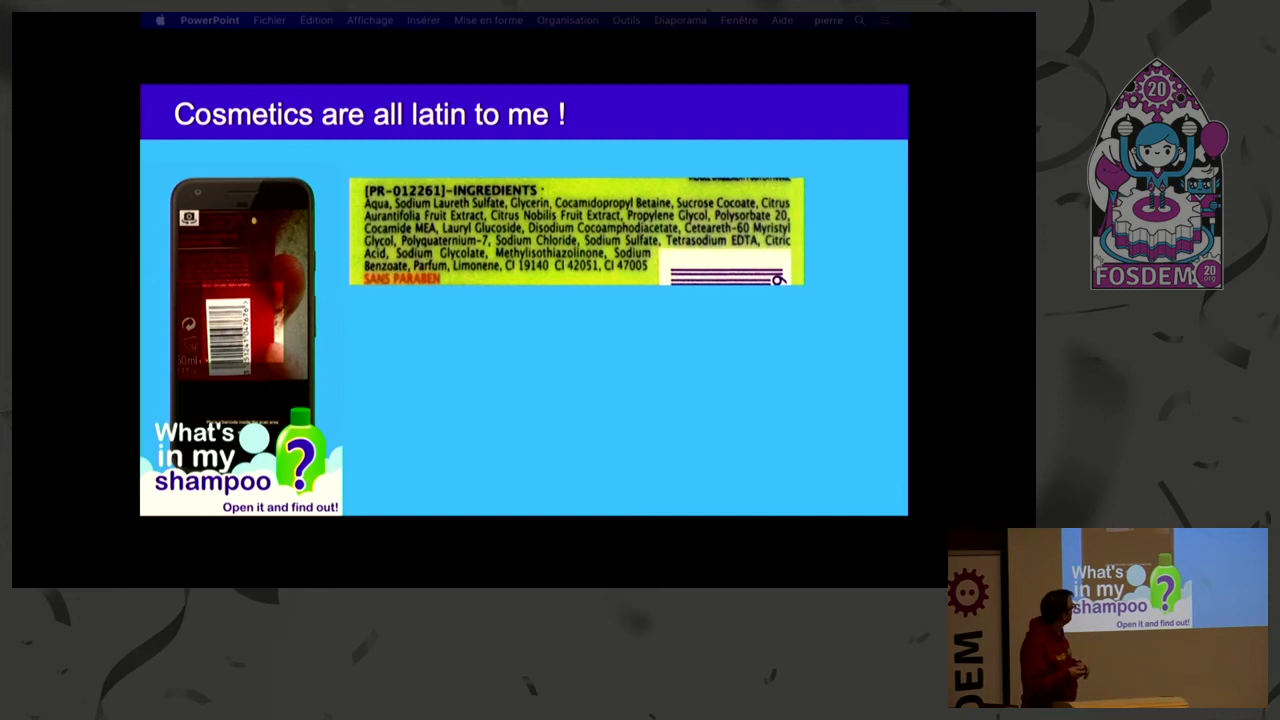 PowerPoint Fichier Édition Affichage Insérer Mise en forme Organisation Outils Diaporama Fenêtre Aide pierre
Cosmetics are all latin to me !
[PR-012261]-INGREDIENTS
Aqua, Sodium Laureth Sulfate, Glycerin, Cocamidopropyl Betaine, Sucrose Cocoate, Citrus
Aurantifolia Fruit Extract, Citrus Nobilis Fruit Extract, Propylene Glycol, Polysorbate 20,
Cocamide MEA, Lauryl Glucoside, Disodium Cocoamphodiacetate, Ceteareth-60 Myristyl
Glycol, Polyquaternium-7, Sodium Chloride, Sodium Sulfate, Tetrasodium EDTA, Citric
Acid, Sodium Glycolate, Methylisothiazolinone, Sodium
Benzoate, Parfum, Limonene, CI 19140 CI 42051, CI 47005
SANS PARABEN
What's
in my
shampoo
?
Open it and find out!
20
FOSDEM
20
.org
What's
in my
shampoo
?
Open it and find out!
DEM